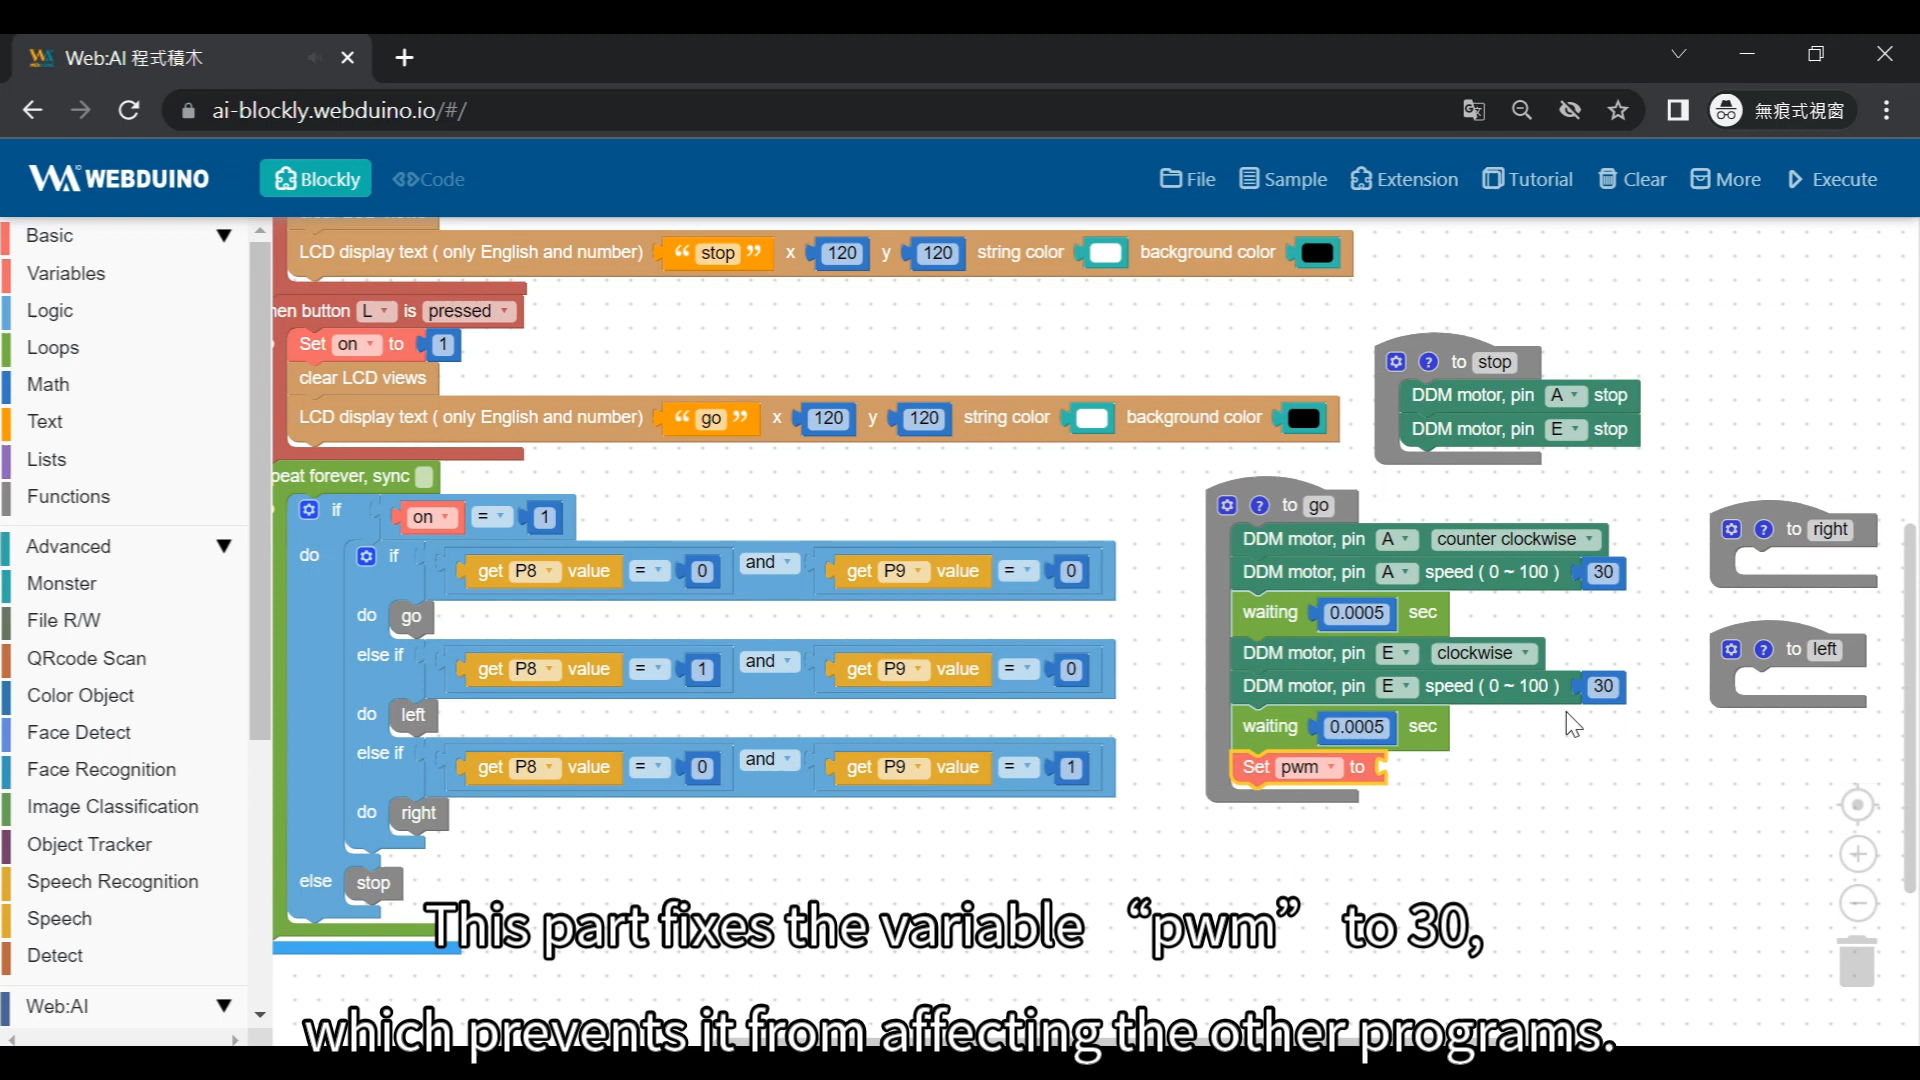 Web:AI 程式積木
ai-blockly.webduino.io/#/
無痕式視窗
WEBDUINO
Blockly
Code
File
Sample
Extension
Tutorial
Clear
More
Execute
Basic
Variables
Logic
Loops
Math
Text
Lists
Functions
Advanced
Monster
File R/W
QRcode Scan
Color Object
Face Detect
Face Recognition
Image Classification
Object Tracker
Speech Recognition
Speech
Detect
Web:AI
LCD display text ( only English and number) “ stop ” x 120 y 120 string color background color
en button L is pressed
Set on to 1
clear LCD views
LCD display text ( only English and number) “ go ” x 120 y 120 string color background color
peat forever, sync
if on = 1
do if get P8 value = 0 and get P9 value = 0
do go
else if get P8 value = 1 and get P9 value = 0
do left
else if get P8 value = 0 and get P9 value = 1
do right
else stop
? to stop
DDM motor, pin A stop
DDM motor, pin E stop
? to go
DDM motor, pin A counter clockwise
DDM motor, pin A speed ( 0 ~ 100 ) 30
waiting 0.0005 sec
DDM motor, pin E clockwise
DDM motor, pin E speed ( 0 ~ 100 ) 30
waiting 0.0005 sec
Set pwm to
? to right
? to left
This part fixes the variable “pwm” to 30,
which prevents it from affecting the other programs.